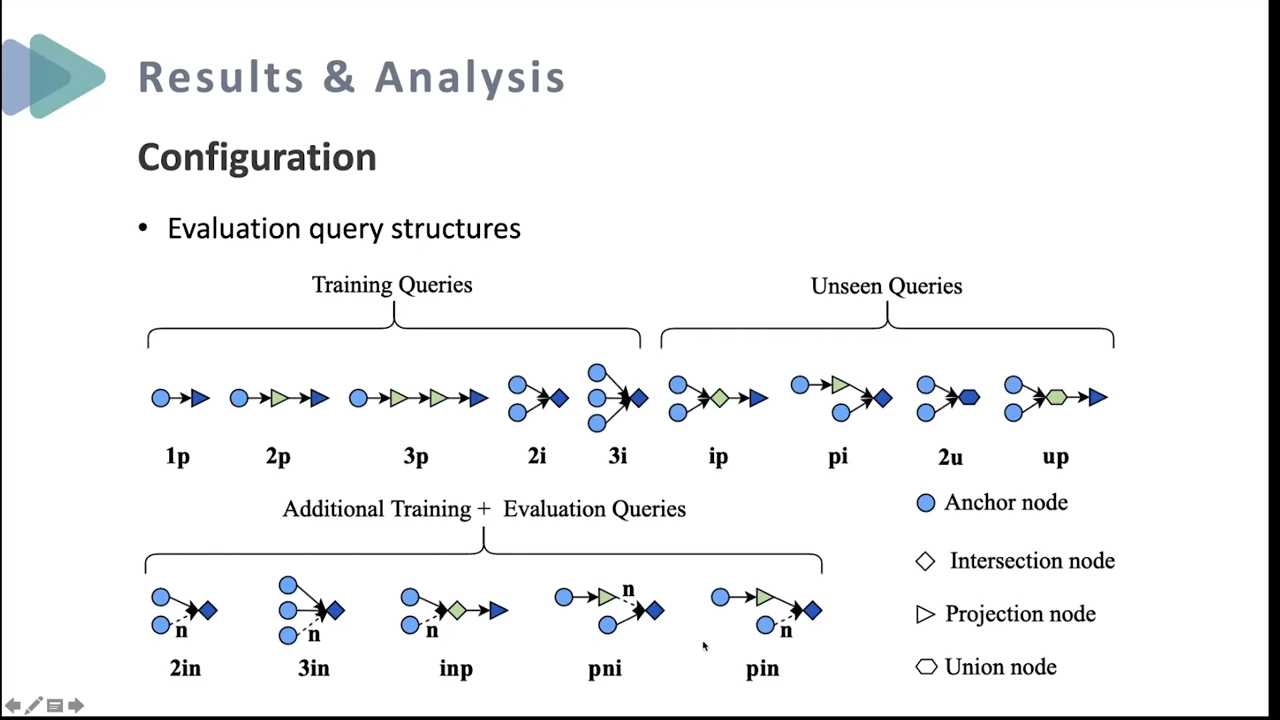 Results & Analysis
Configuration
• Evaluation query structures
Training Queries
Unseen Queries
1p 2p 3p 2i 3i ip pi 2u up
Additional Training + Evaluation Queries
Anchor node
Intersection node
Projection node
Union node
n n n n n
2in 3in inp pni pin